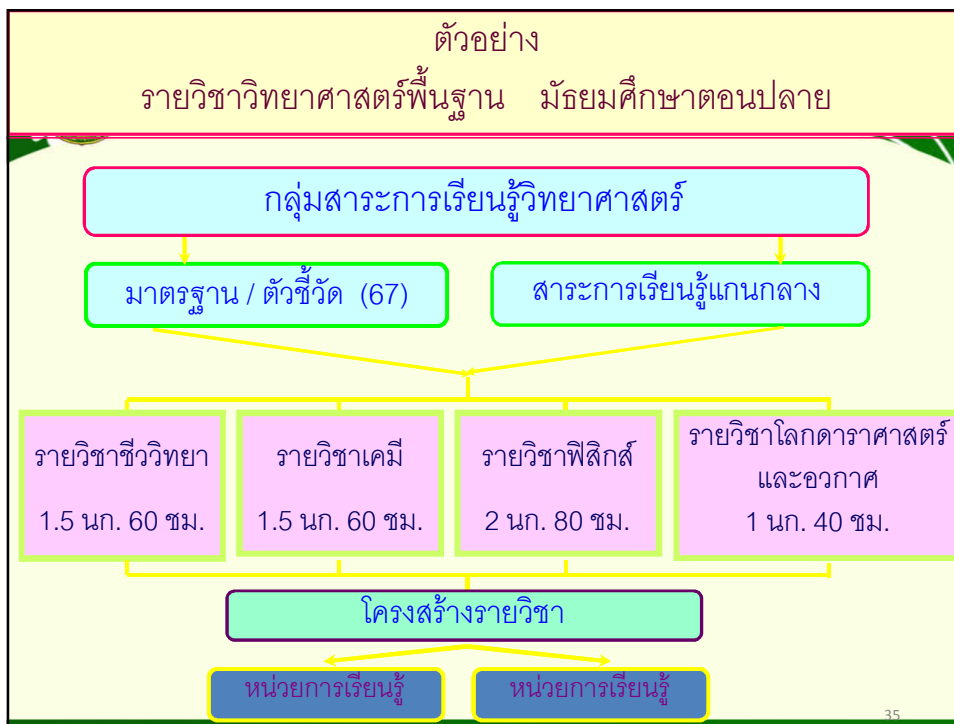 ตัวอย่าง
รายวิชาวิทยาศาสตร์พื้นฐาน มัธยมศึกษาตอนปลาย
กลุ่มสาระการเรียนรู้วิทยาศาสตร์
มาตรฐาน / ตัวชี้วัด (67)
สาระการเรียนรู้แกนกลาง
รายวิชาชีววิทยา
1.5 นก. 60 ชม.
รายวิชาเคมี
1.5 นก. 60 ชม.
รายวิชาฟิสิกส์
2 นก. 80 ชม.
รายวิชาโลกดาราศาสตร์
และอวกาศ
1 นก. 40 ชม.
โครงสร้างรายวิชา
หน่วยการเรียนรู้
หน่วยการเรียนรู้
35